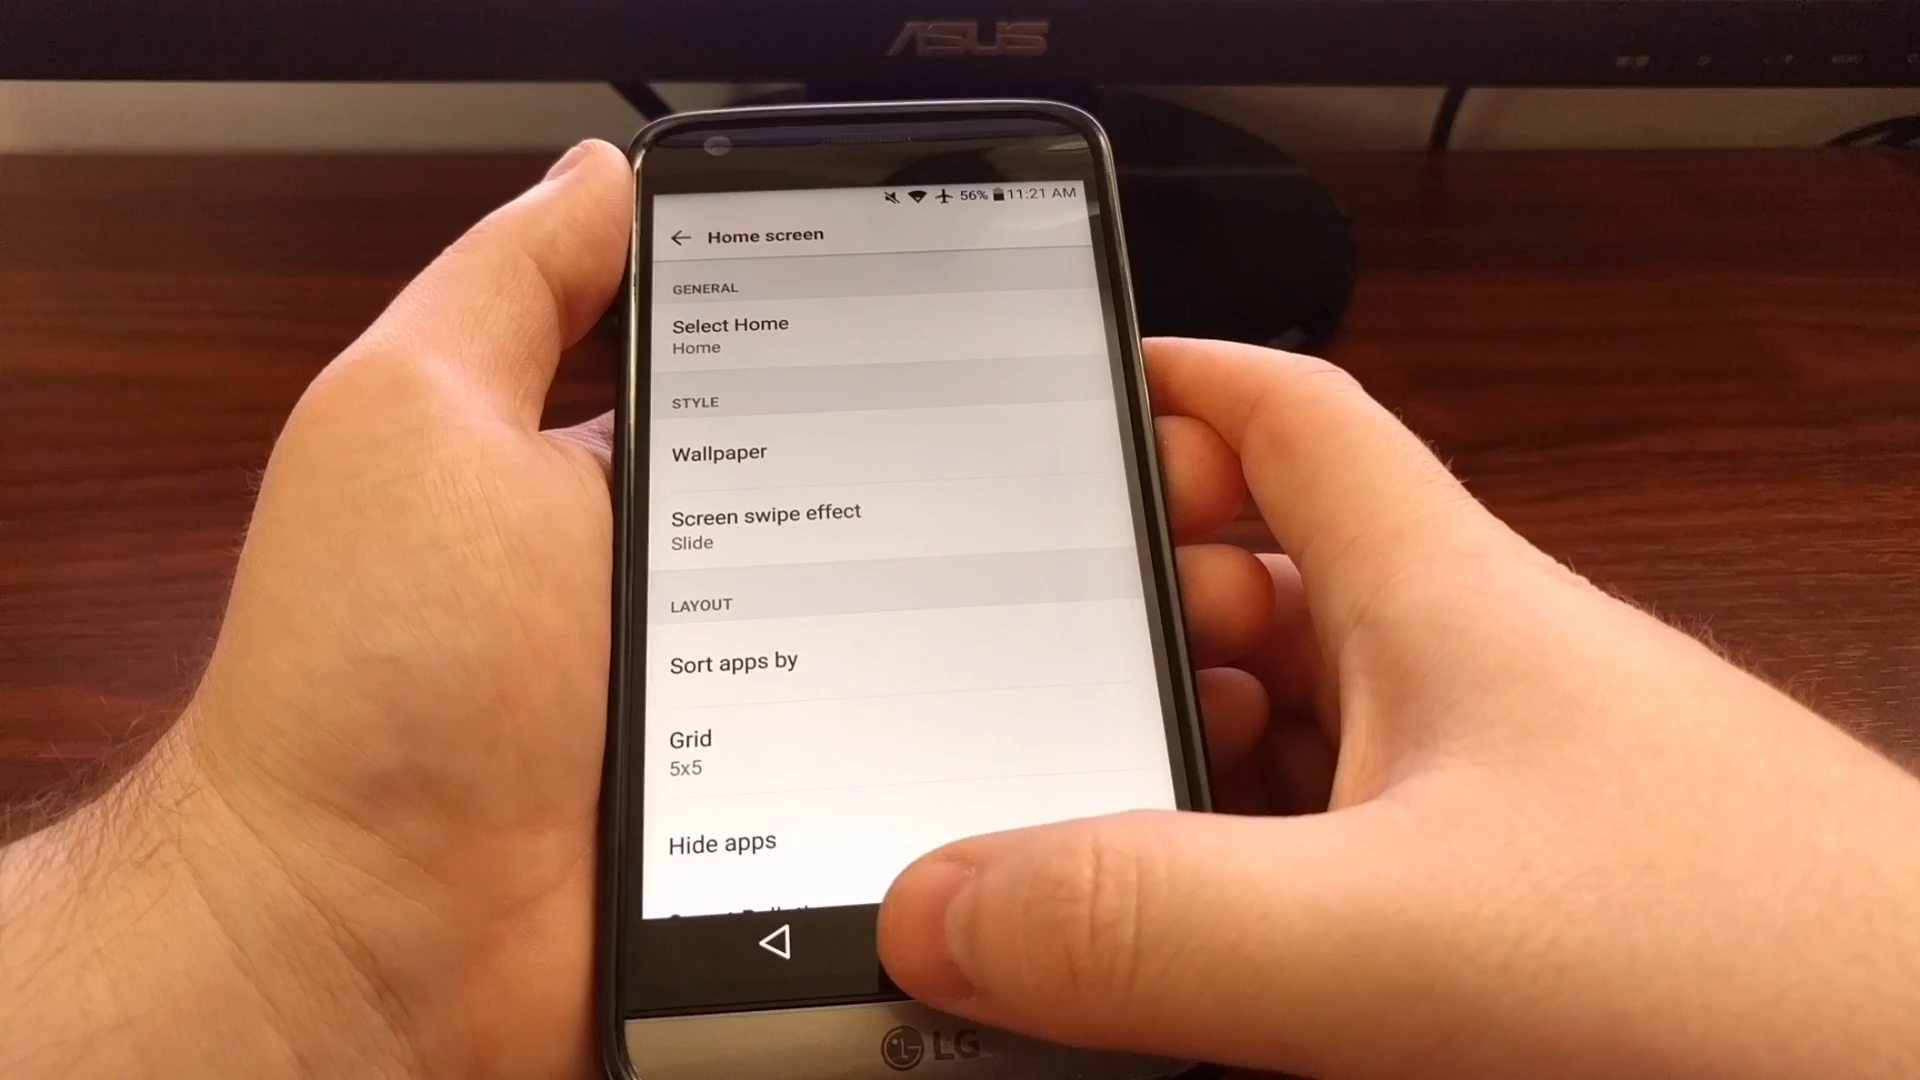 ASUS
56% 11:21 AM
Home screen
GENERAL
Select Home
Home
STYLE
Wallpaper
Screen swipe effect
Slide
LAYOUT
Sort apps by
Grid
5x5
Hide apps
LG